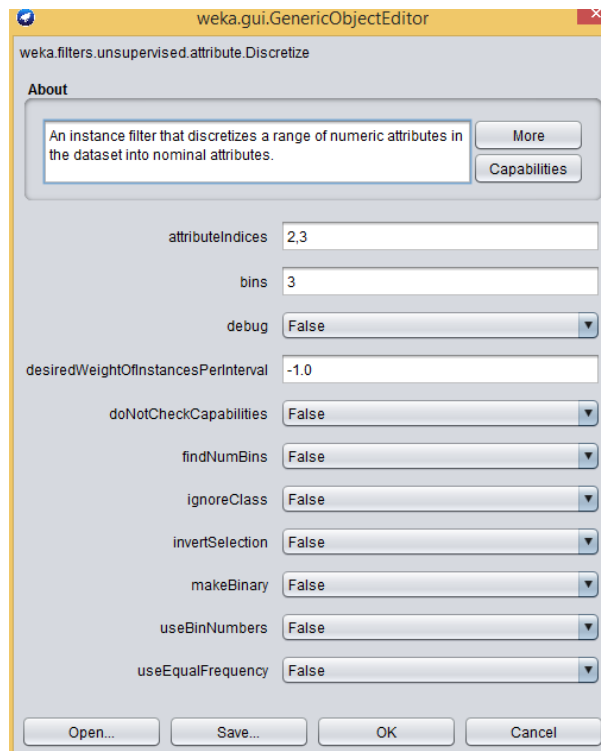 weka.gui.GenericObjectEditor
weka.filters.unsupervised.attribute.Discretize
About
An instance filter that discretizes a range of numeric attributes in
the dataset into nominal attributes.
More
Capabilities
attributeIndices 2,3
bins 3
debug False
desiredWeightOfInstancesPerInterval -1.0
doNotCheckCapabilities False
findNumBins False
ignoreClass False
invertSelection False
makeBinary False
useBinNumbers False
useEqualFrequency False
Open... Save... OK Cancel